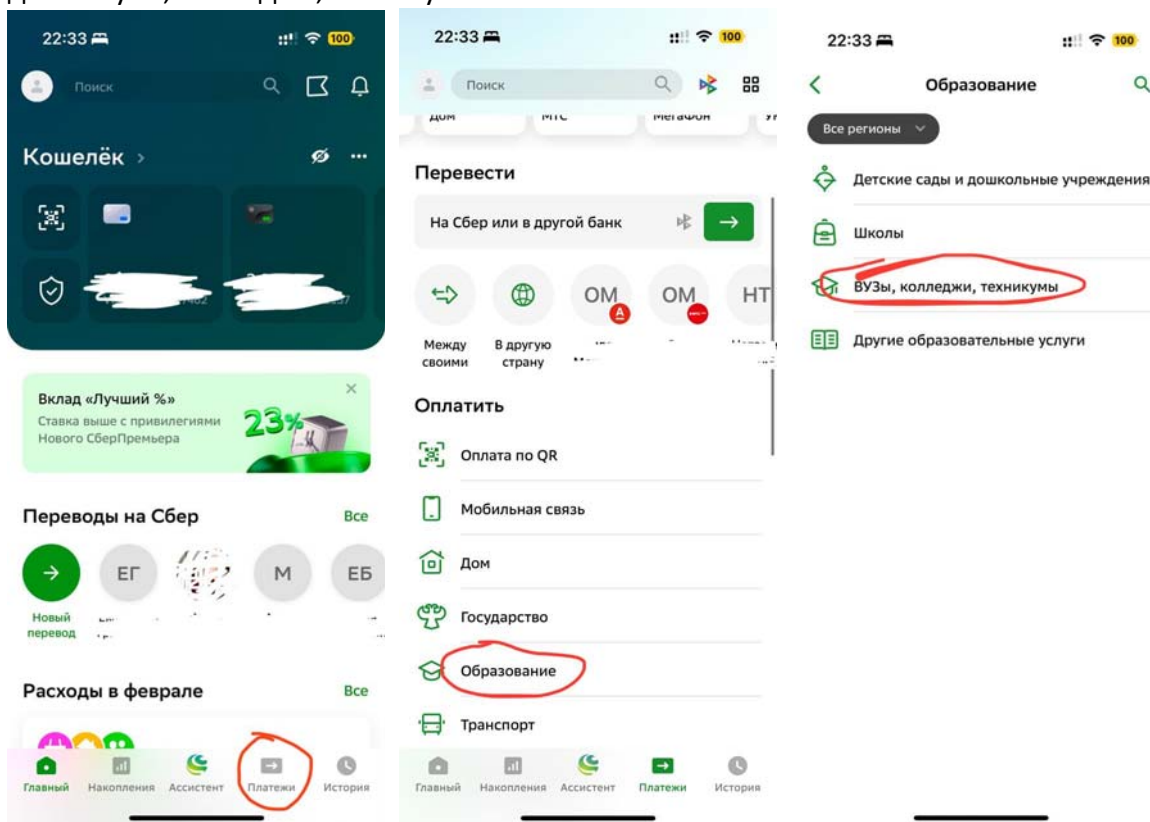 22:33
100
Поиск
Кошелёк >
Вклад «Лучший %»
Ставка выше с привилегиями
Нового СберПремьера
23%
Переводы на Сбер
Все
ЕГ
М
ЕБ
Новый
перевод
Расходы в феврале
Все
Главный
Накопления
Ассистент
Платежи
История
22:33
100
Поиск
Дом
МТС
МегаФон
Перевести
На Сбер или в другой банк
ОМ
ОМ
НТ
Между
своими
В другую
страну
Оплатить
Оплата по QR
Мобильная связь
Дом
Государство
Образование
Транспорт
Главный
Накопления
Ассистент
Платежи
История
22:33
100
Образование
Все регионы
Детские сады и дошкольные учреждения
Школы
ВУЗы, колледжи, техникумы
Другие образовательные услуги